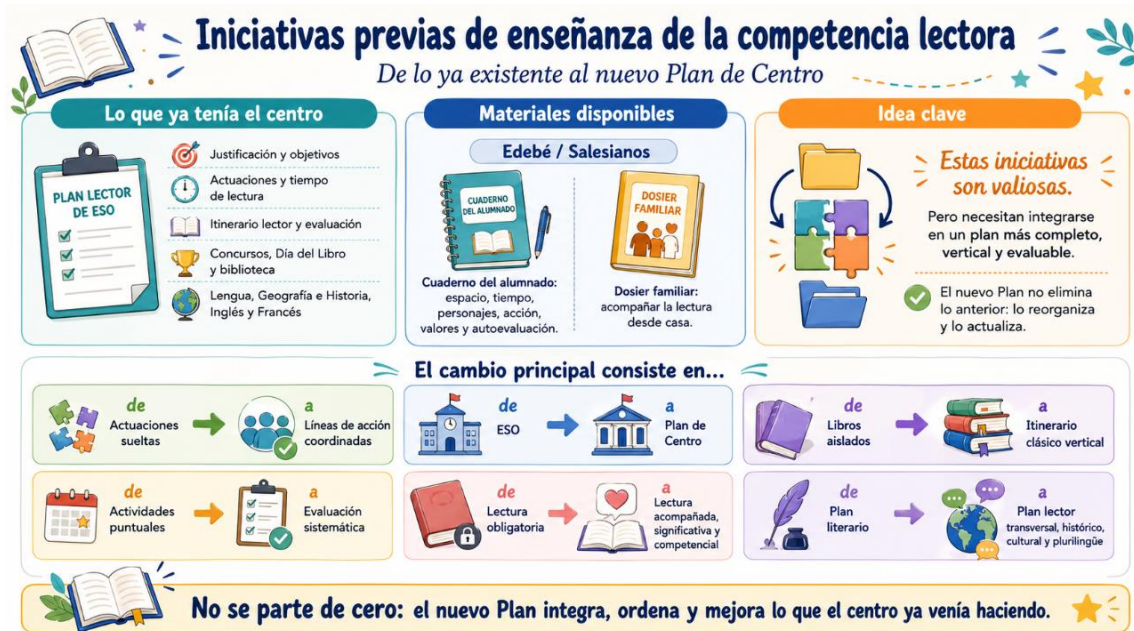 Iniciativas previas de enseñanza de la competencia lectora
De lo ya existente al nuevo Plan de Centro
Lo que ya tenía el centro
PLAN LECTOR
DE ESO
Justificación y objetivos
Actuaciones y tiempo
de lectura
Itinerario lector y evaluación
Concursos, Día del Libro
y biblioteca
Lengua, Geografía e Historia,
Inglés y Francés
Materiales disponibles
Edebé / Salesianos
CUADERNO
DEL ALUMNADO
Cuaderno del alumnado:
espacio, tiempo,
personajes, acción,
valores y autoevaluación.
DOSIER
FAMILIAR
Dosier familiar:
acompañar la lectura
desde casa.
Idea clave
Estas iniciativas
son valiosas.
Pero necesitan integrarse
en un plan más completo,
vertical y evaluable.
El nuevo Plan no elimina
lo anterior: lo reorganiza
y lo actualiza.
El cambio principal consiste en...
de
Actuaciones
sueltas
a
Líneas de acción
coordinadas
de
ESO
a
Plan de
Centro
de
Libros
aislados
a
Itinerario
clásico vertical
de
Actividades
puntuales
a
Evaluación
sistemática
de
Lectura
obligatoria
a
Lectura
acompañada,
significativa y
competencial
de
Plan
literario
a
Plan lector
transversal, histórico,
cultural y plurilingüe
No se parte de cero: el nuevo Plan integra, ordena y mejora lo que el centro ya venía haciendo.